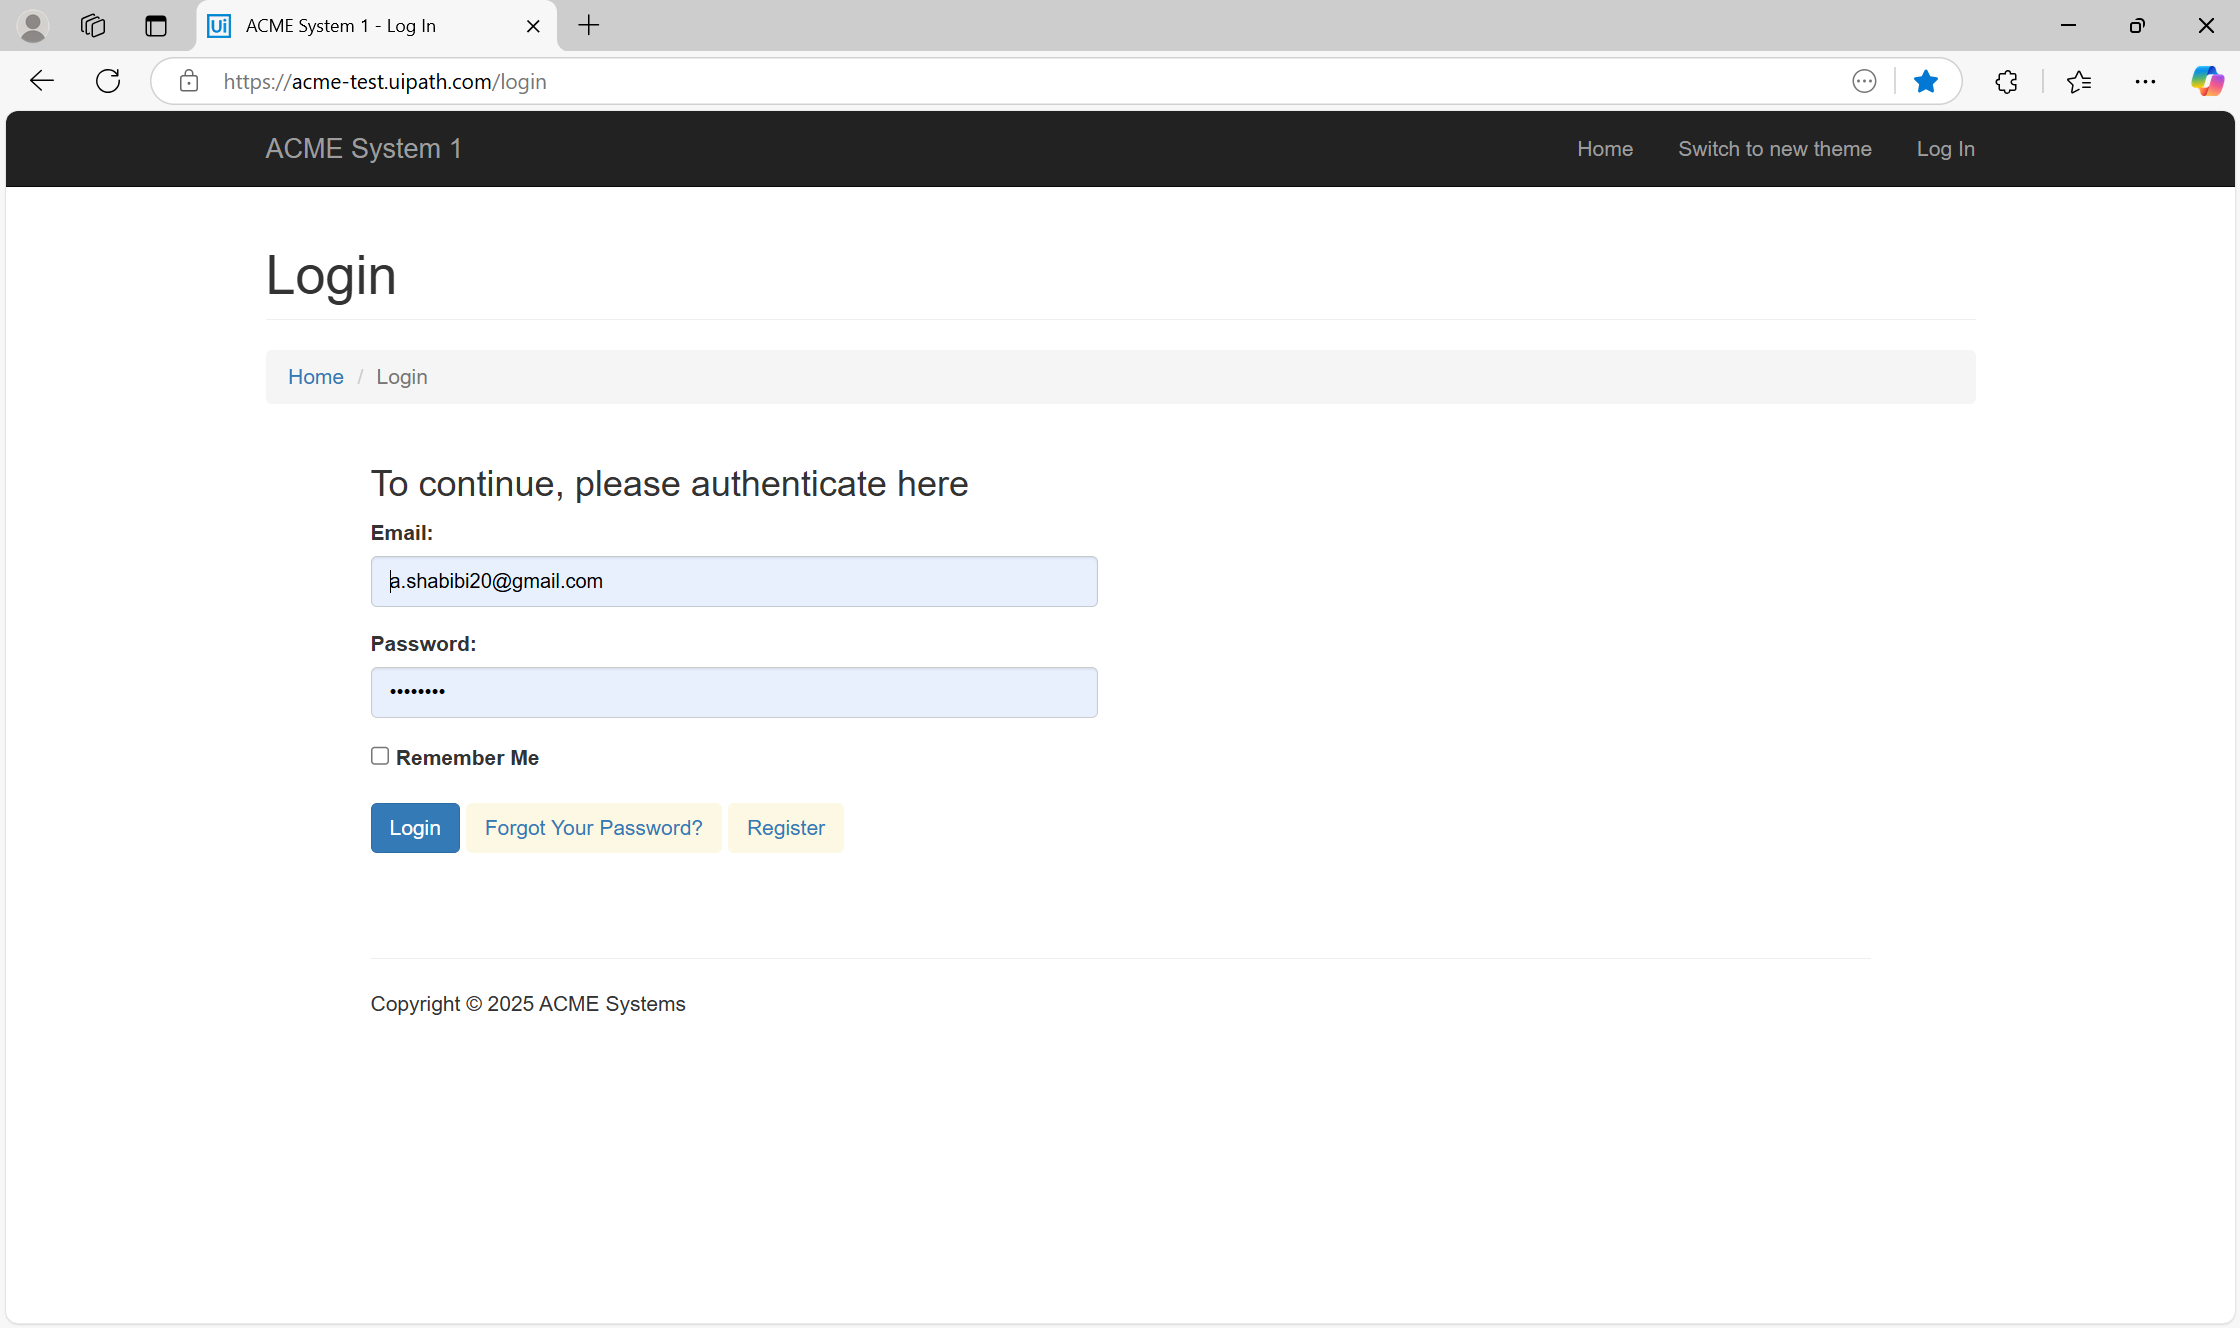 Ui ACME System 1 - Log In
https://acme-test.uipath.com/login
ACME System 1 Home Switch to new theme Log In
Login
Home / Login
To continue, please authenticate here
Email:
a.shabibi20@gmail.com
Password:
••••••••
Remember Me
Login Forgot Your Password? Register
Copyright © 2025 ACME Systems